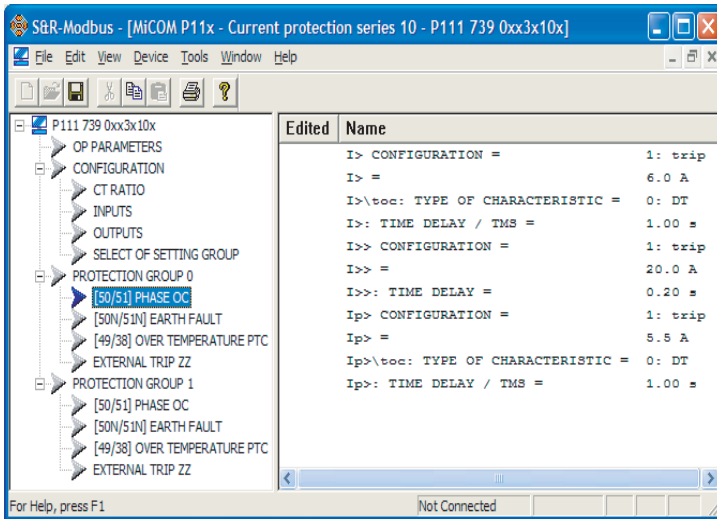 S&R-Modbus - [MiCOM P11x - Current protection series 10 - P111 739 0xx3x10x]
File Edit View Device Tools Window Help
P111 739 0xx3x10x
OP PARAMETERS
CONFIGURATION
CT RATIO
INPUTS
OUTPUTS
SELECT OF SETTING GROUP
PROTECTION GROUP 0
[50/51] PHASE OC
[50N/51N] EARTH FAULT
[49/38] OVER TEMPERATURE PTC
EXTERNAL TRIP ZZ
PROTECTION GROUP 1
[50/51] PHASE OC
[50N/51N] EARTH FAULT
[49/38] OVER TEMPERATURE PTC
EXTERNAL TRIP ZZ
Edited Name
I> CONFIGURATION = 1: trip
I> = 6.0 A
I>\toc: TYPE OF CHARACTERISTIC = 0: DT
I>: TIME DELAY / TMS = 1.00 s
I>> CONFIGURATION = 1: trip
I>> = 20.0 A
I>>: TIME DELAY = 0.20 s
Ip> CONFIGURATION = 1: trip
Ip> = 5.5 A
Ip>\toc: TYPE OF CHARACTERISTIC = 0: DT
Ip>: TIME DELAY / TMS = 1.00 s
For Help, press F1 Not Connected